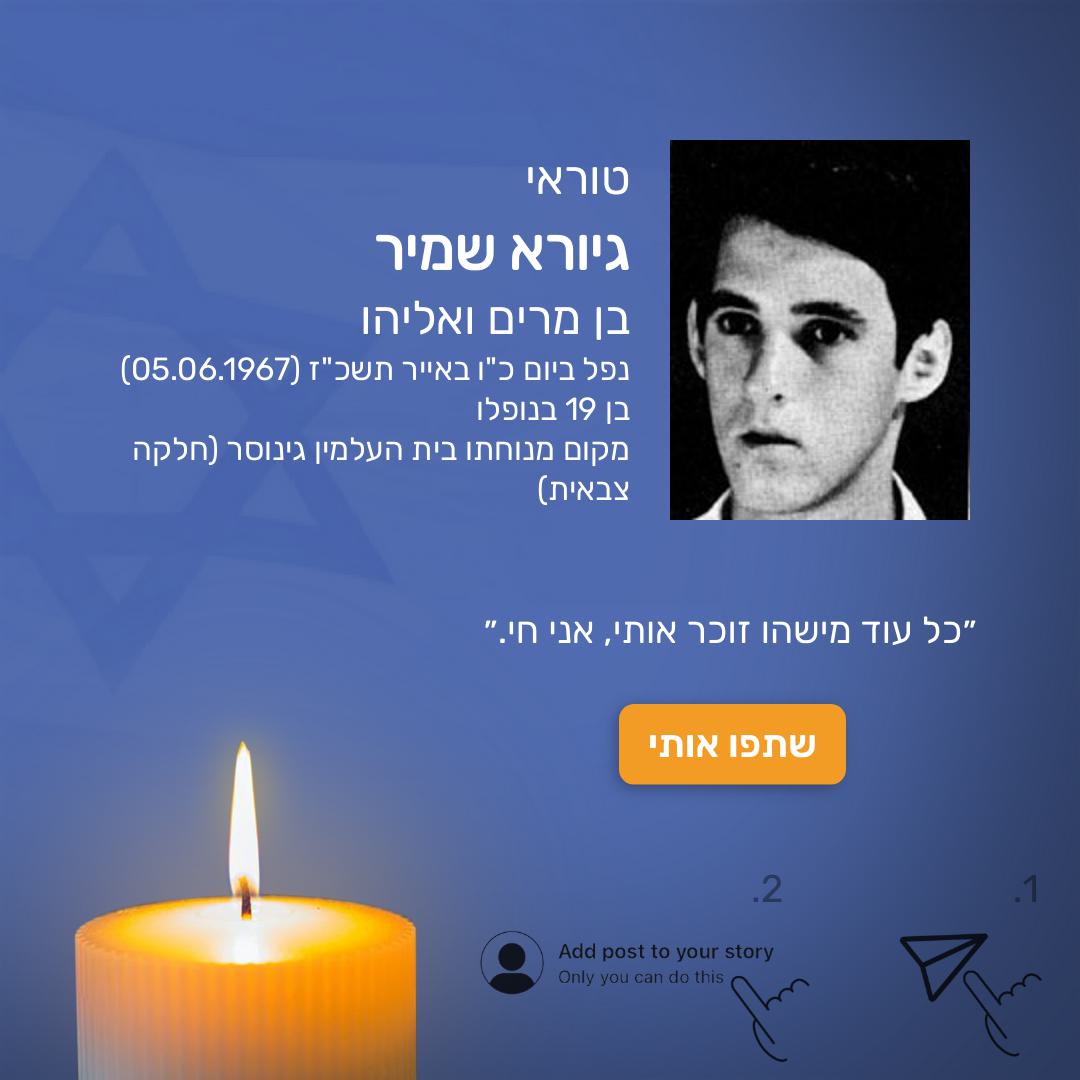 טוראי
גיורא שמיר
בן מרים ואליהו
נפל ביום כ"ו באייר תשכ"ז (05.06.1967)
בן 19 בנופלו
מקום מנוחתו בית העלמין גינוסר (חלקה
צבאית)
״כל עוד מישהו זוכר אותי, אני חי.״
שתפו אותי
.1
.2
Add post to your story
Only you can do this